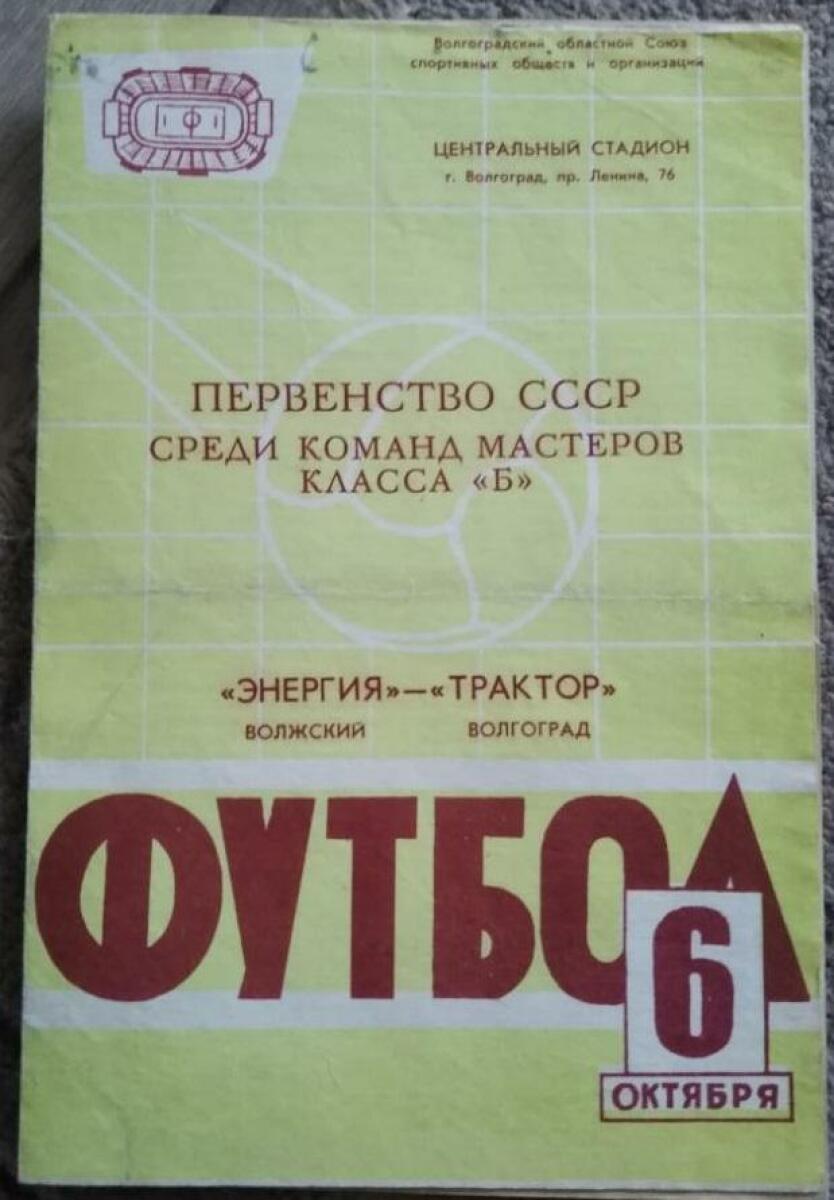 Волгоградский областной Союз
спортивных обществ и организаций
ЦЕНТРАЛЬНЫЙ СТАДИОН
г. Волгоград, пр. Ленина, 76
ПЕРВЕНСТВО СССР
СРЕДИ КОМАНД МАСТЕРОВ
КЛАССА «Б»
«ЭНЕРГИЯ»—«ТРАКТОР»
ВОЛЖСКИЙ ВОЛГОГРАД
ФУТБОЛ
6
ОКТЯБРЯ